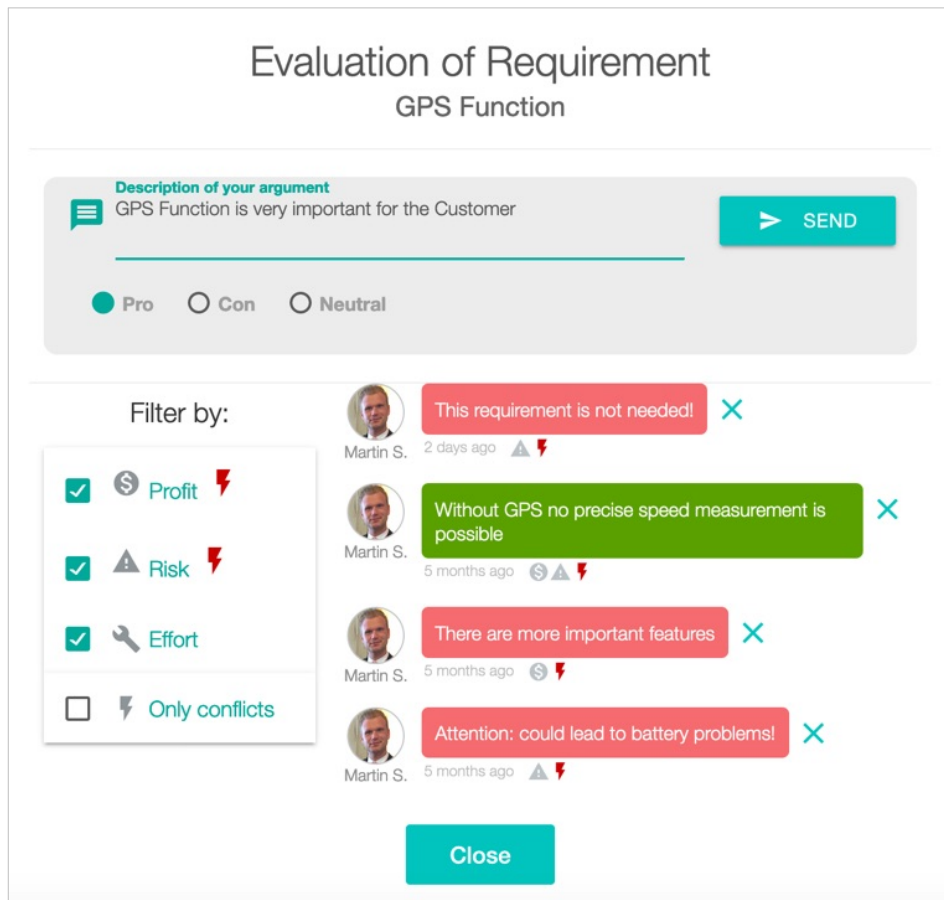 Evaluation of Requirement
GPS Function
Description of your argument
GPS Function is very important for the Customer
SEND
Pro
Con
Neutral
Filter by:
Profit
Risk
Effort
Only conflicts
This requirement is not needed!
Martin S.
2 days ago
Without GPS no precise speed measurement is
possible
Martin S.
5 months ago
There are more important features
Martin S.
5 months ago
Attention: could lead to battery problems!
Martin S.
5 months ago
Close